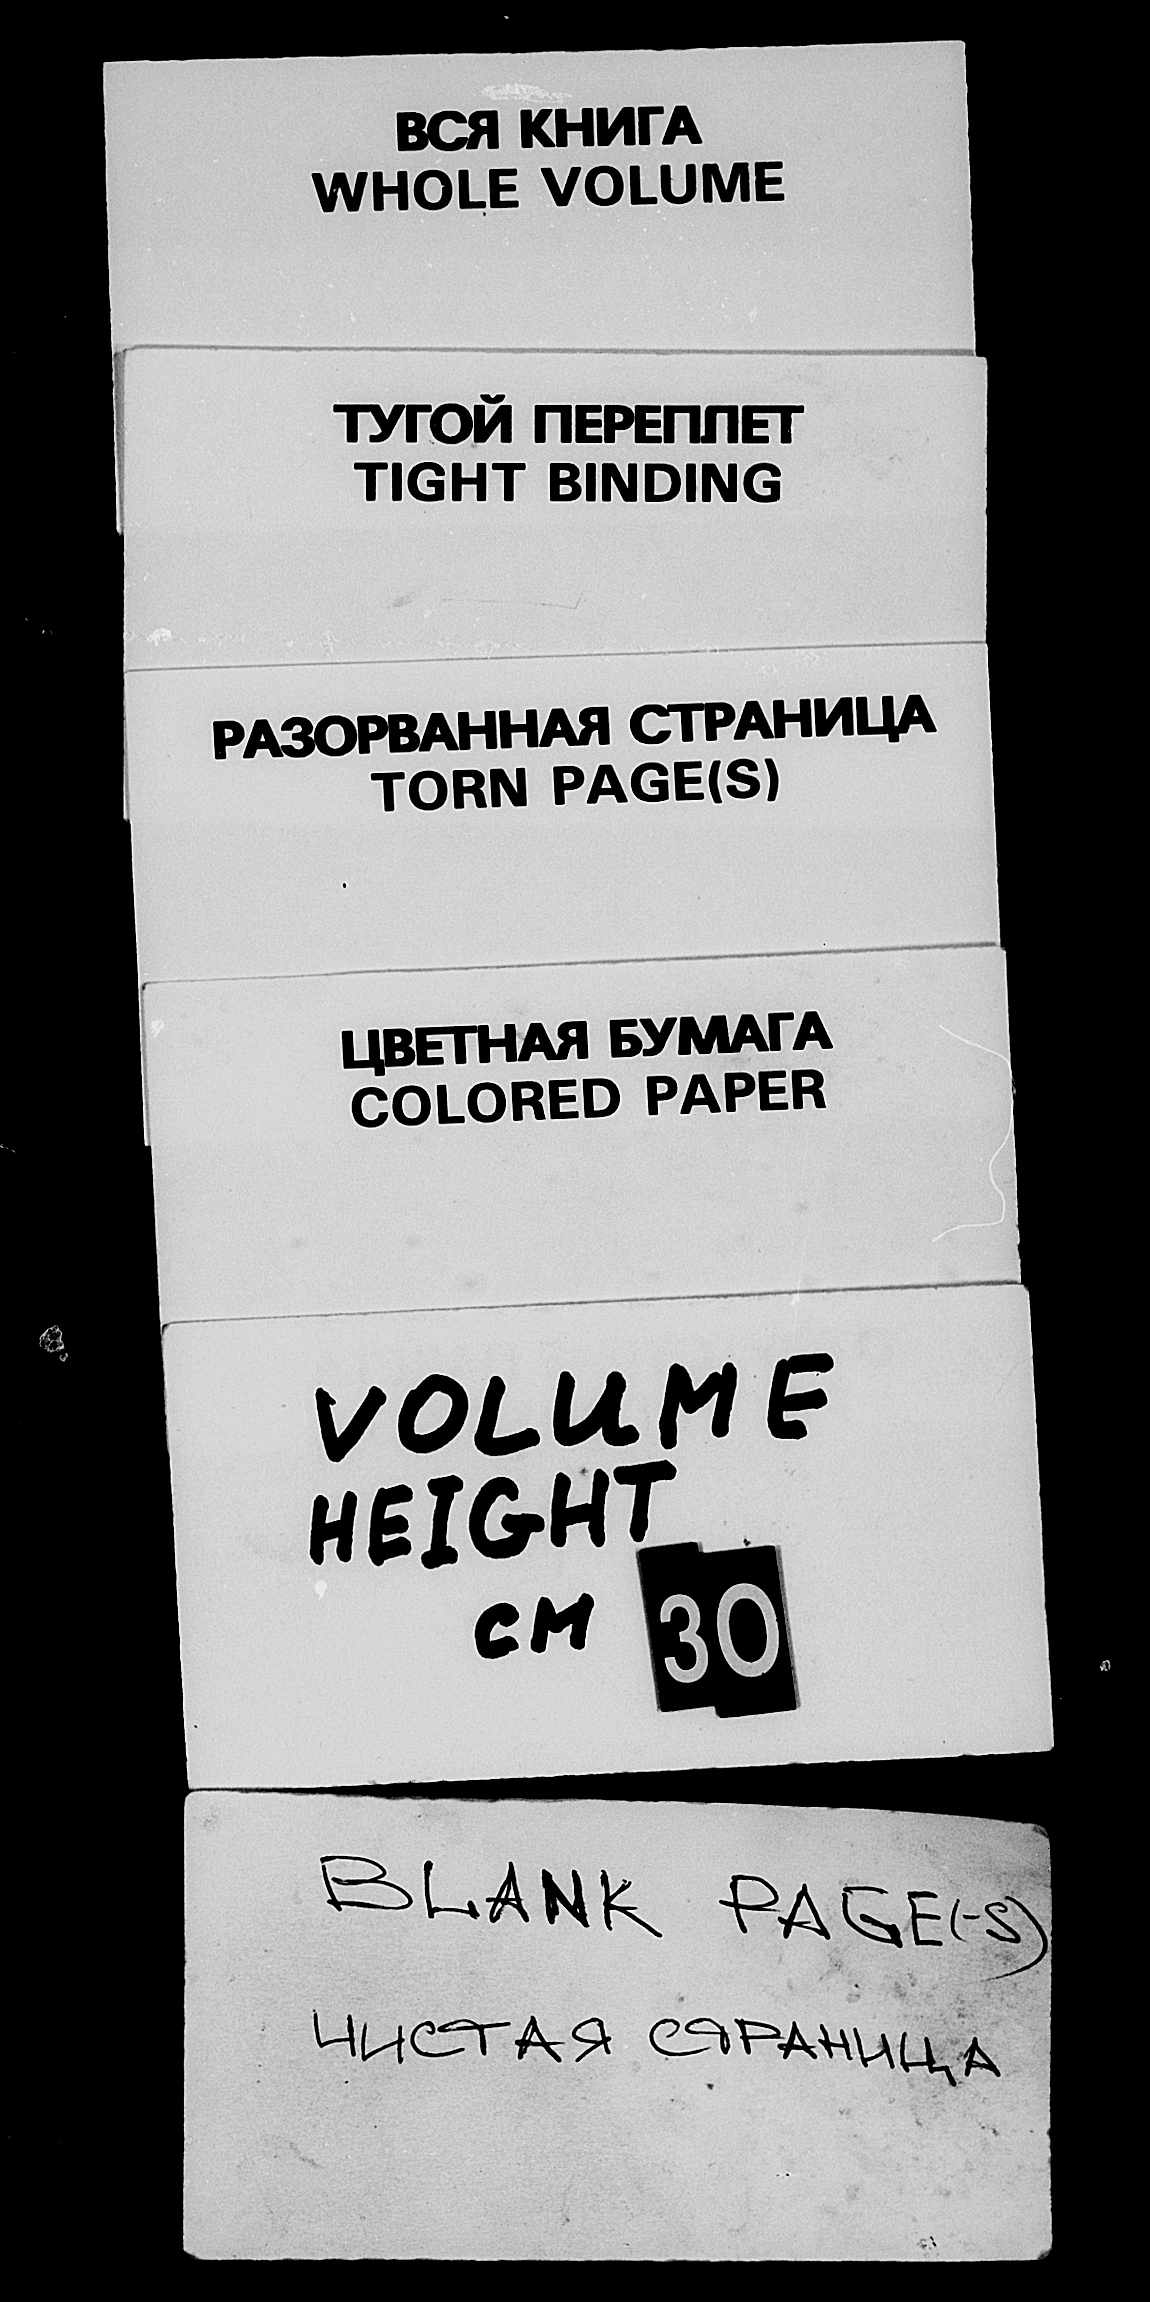 ВСЯ КНИГА
WHOLE VOLUME
ТУГОЙ ПЕРЕПЛЕТ
TIGHT BINDING
РАЗОРВАННАЯ СТРАНИЦА
TORN PAGE(S)
ЦВЕТНАЯ БУМАГА
COLORED PAPER
VOLUME
HEIGHT
CM 30
BLANK PAGE(-S)
ЧИСТАЯ СТРАНИЦА